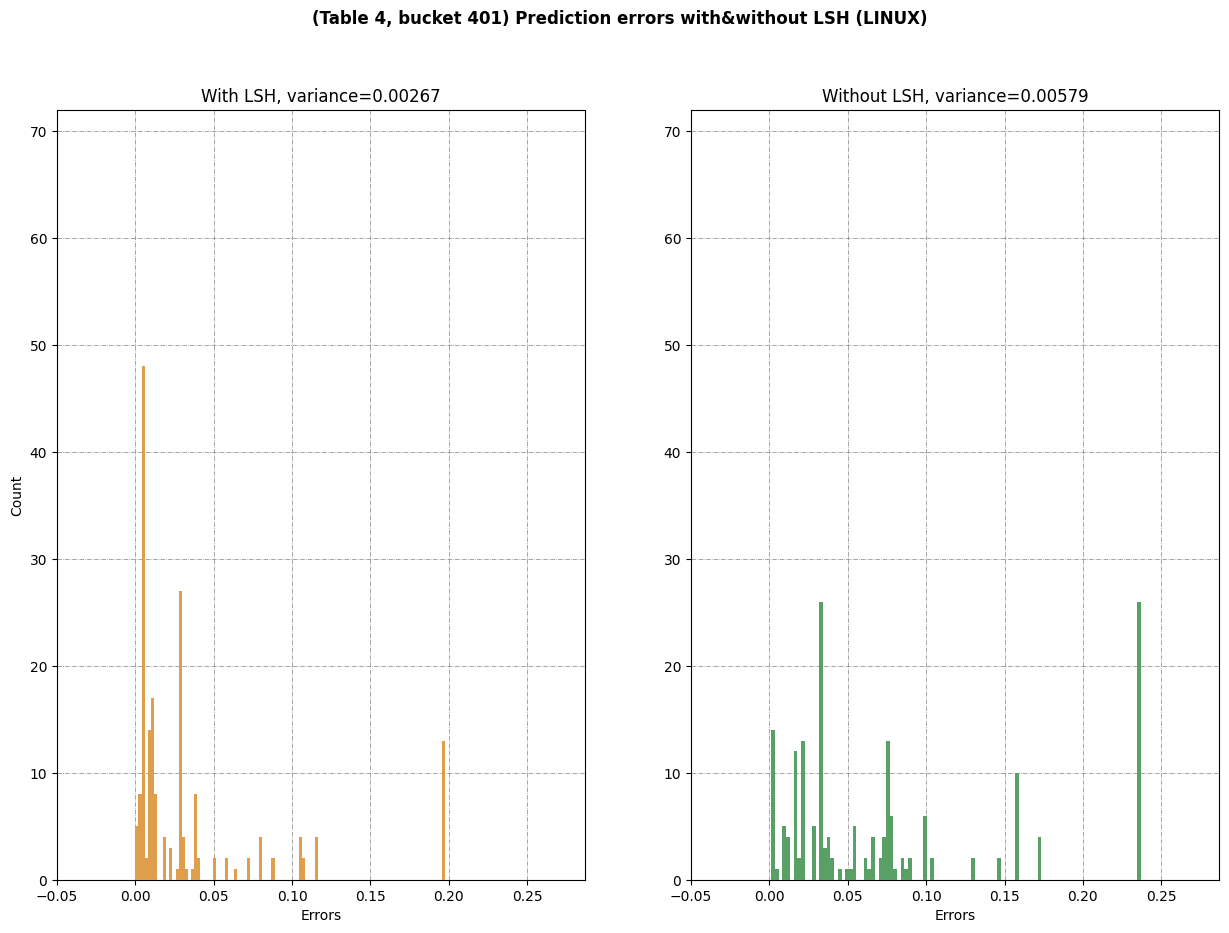 (Table 4, bucket 401) Prediction errors with&without LSH (LINUX)
With LSH, variance=0.00267
70
60
50
40
30
20
10
0
Count
−0.05 0.00 0.05 0.10 0.15 0.20 0.25
Errors
Without LSH, variance=0.00579
70
60
50
40
30
20
10
0
−0.05 0.00 0.05 0.10 0.15 0.20 0.25
Errors